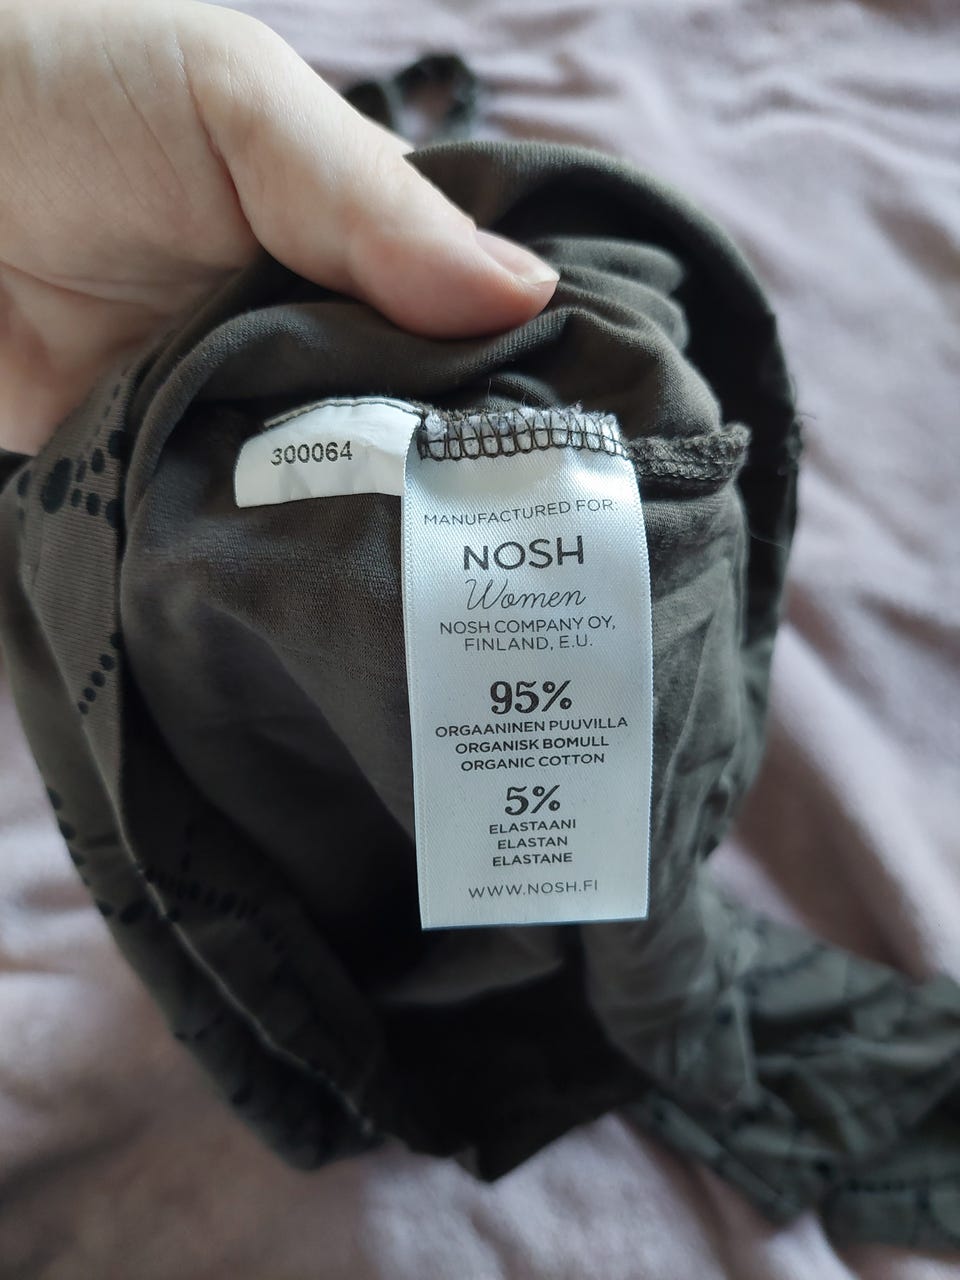 300064
MANUFACTURED FOR:
NOSH
Women
NOSH COMPANY OY,
FINLAND, E.U.
95%
ORGAANINEN PUUVILLA
ORGANISK BOMULL
ORGANIC COTTON
5%
ELASTAANI
ELASTAN
ELASTANE
WWW.NOSH.FI